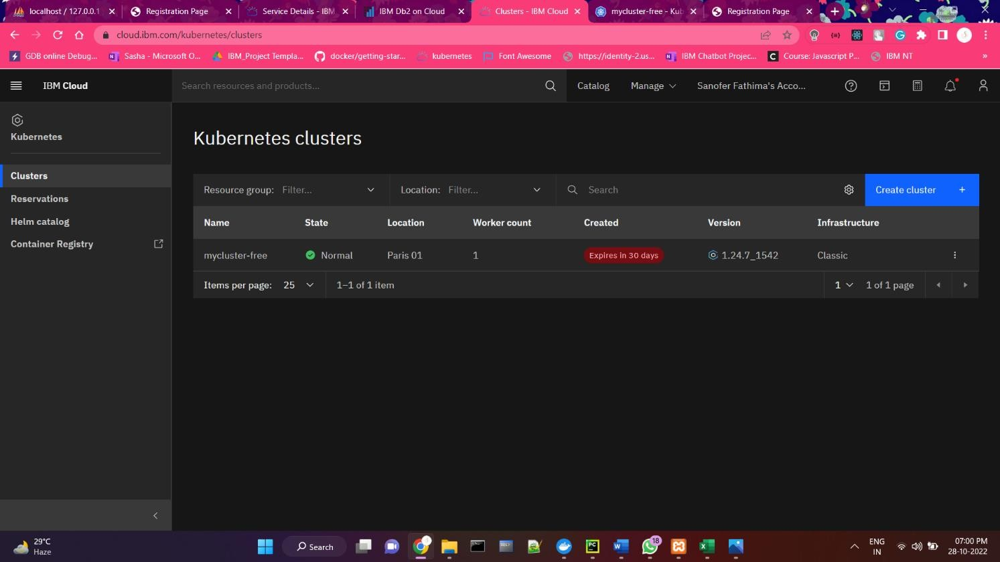 localhost / 127.0.0.1
Registration Page
Service Details - IBM
IBM Db2 on Cloud
Clusters - IBM Cloud
mycluster-free - Kub
Registration Page
cloud.ibm.com/kubernetes/clusters
GDB online Debug...
Sasha - Microsoft O...
IBM_Project Templa...
docker/getting-star...
kubernetes
Font Awesome
https://identity-2.us...
IBM Chatbot Projec...
Course: Javascript P...
IBM NT
»
IBM Cloud
Search resources and products...
Catalog
Manage
Sanofer Fathima's Acco...
Kubernetes
Clusters
Reservations
Helm catalog
Container Registry
Kubernetes clusters
Resource group: Filter...
Location: Filter...
Search
Create cluster +
Name State Location Worker count Created Version Infrastructure
mycluster-free Normal Paris 01 1 Expires in 30 days 1.24.7_1542 Classic
Items per page: 25 1–1 of 1 item 1 1 of 1 page
29°C
Haze
Search
PC
W
18
X
ENG
IN
07:00 PM
28-10-2022